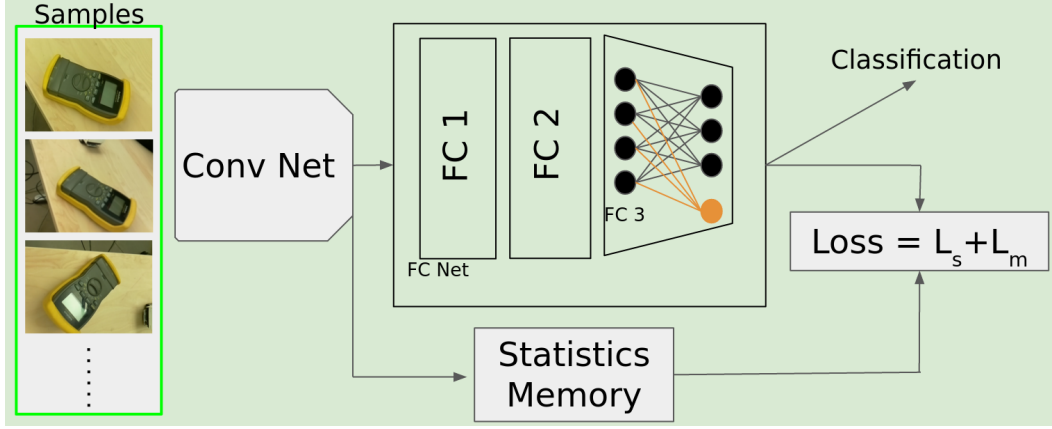 Samples
Conv Net
FC 1
FC 2
FC 3
FC Net
Classification
Loss = Lₛ+Lₘ
Statistics
Memory